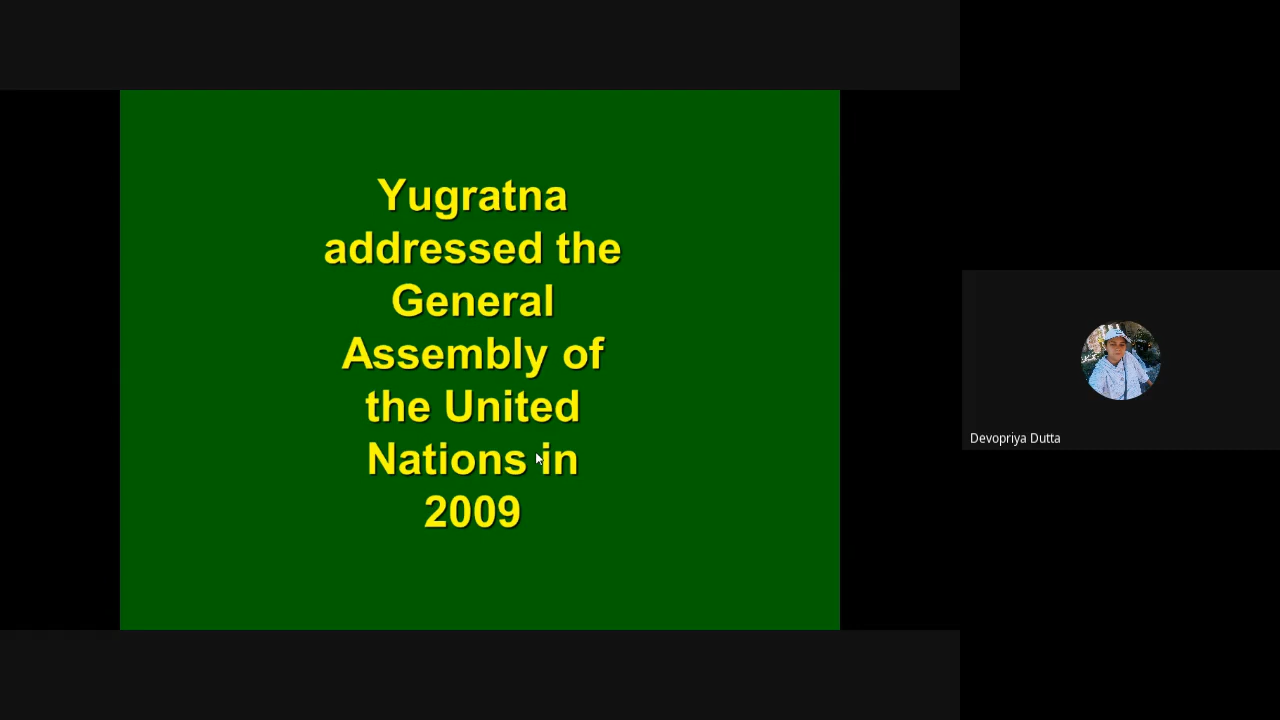 Yugratna
addressed the
General
Assembly of
the United
Nations in
2009
Devopriya Dutta